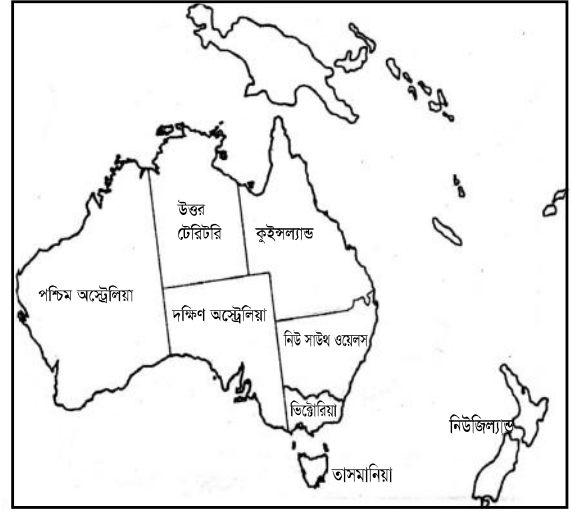 উত্তর
টেরিটরি
কুইন্সল্যান্ড
পশ্চিম অস্ট্রেলিয়া
দক্ষিণ অস্ট্রেলিয়া
নিউ সাউথ ওয়েলস
ভিক্টোরিয়া
নিউজিল্যান্ড
তাসমানিয়া